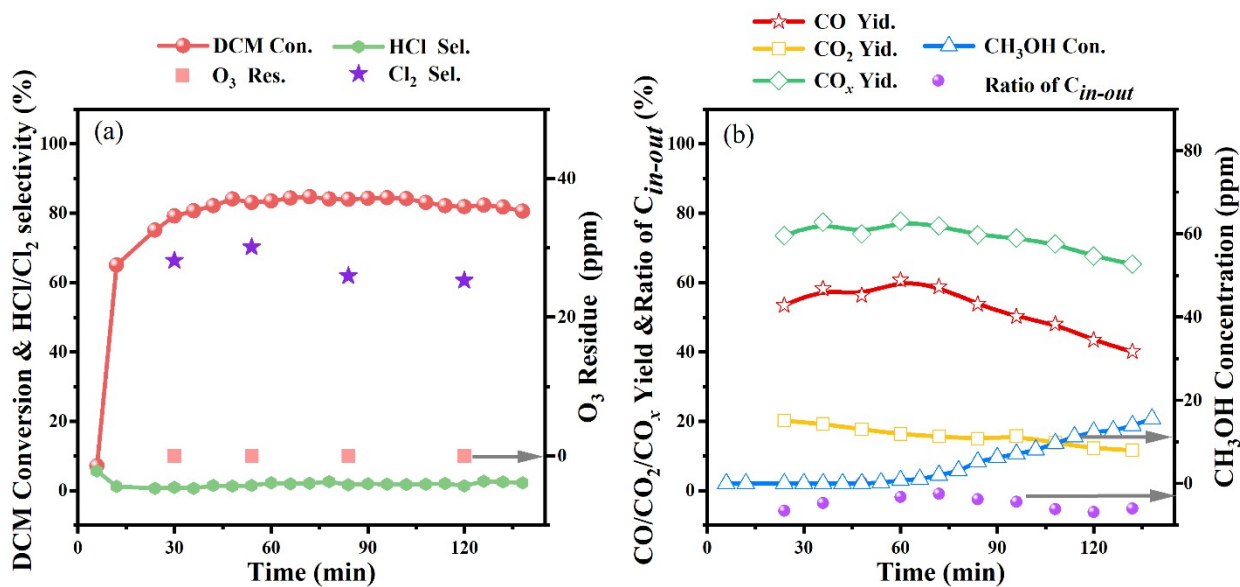 DCM Con. HCl Sel.
O3 Res. Cl2 Sel.
(a)
DCM Conversion & HCl/Cl2 selectivity (%)
100
80
60
40
20
0
0 30 60 90 120
Time (min)
40
20
0
O3 Residue (ppm)
CO Yid.
CO2 Yid. CH3OH Con.
COx Yid. Ratio of Cin-out
(b)
CO/CO2/COx Yield &Ratio of Cin-out (%)
100
80
60
40
20
0
0 30 60 90 120
Time (min)
80
60
40
20
0
CH3OH Concentration (ppm)